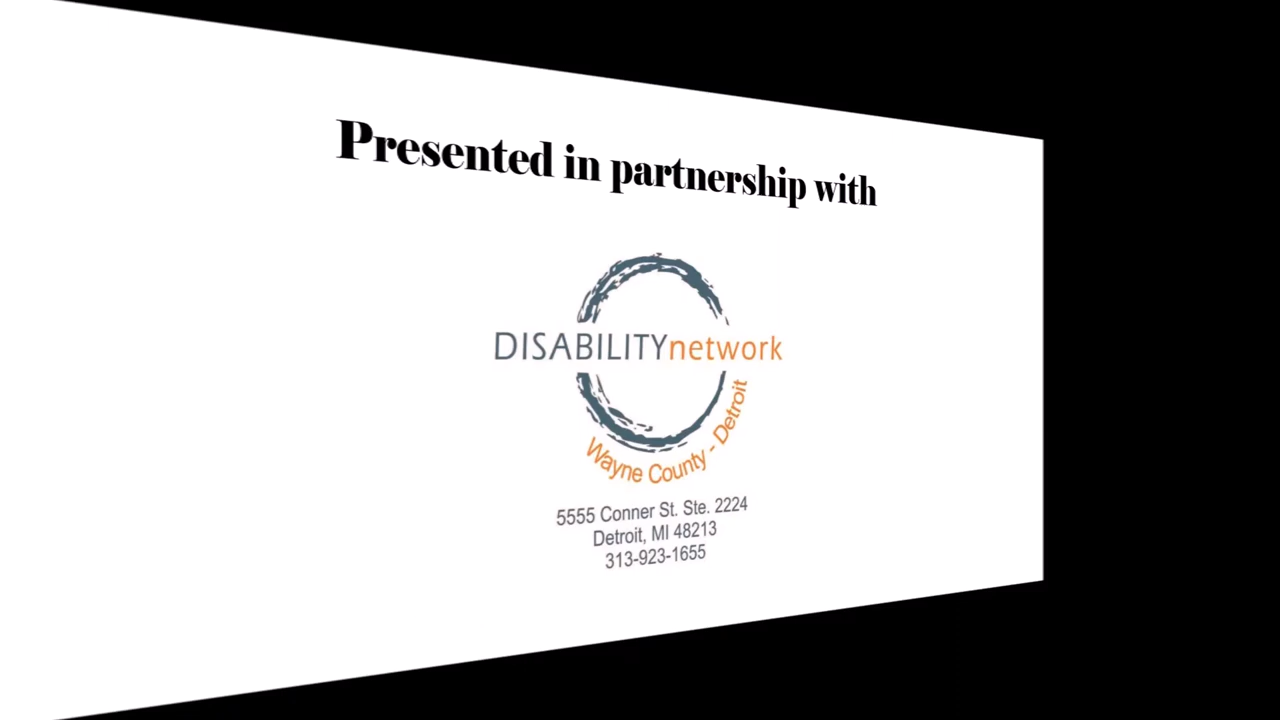 Presented in partnership with
DISABILITYnetwork
Wayne County - Detroit
5555 Conner St. Ste. 2224
Detroit, MI 48213
313-923-1655